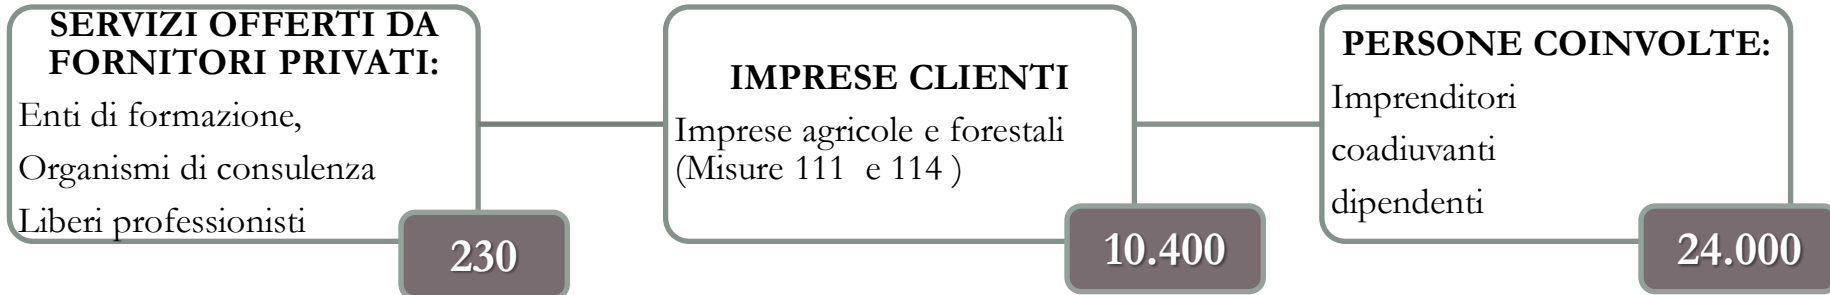 SERVIZI OFFERTI DA
FORNITORI PRIVATI:
Enti di formazione,
Organismi di consulenza
Liberi professionisti
230
IMPRESE CLIENTI
Imprese agricole e forestali
(Misure 111 e 114 )
10.400
PERSONE COINVOLTE:
Imprenditori
coadiuvanti
dipendenti
24.000